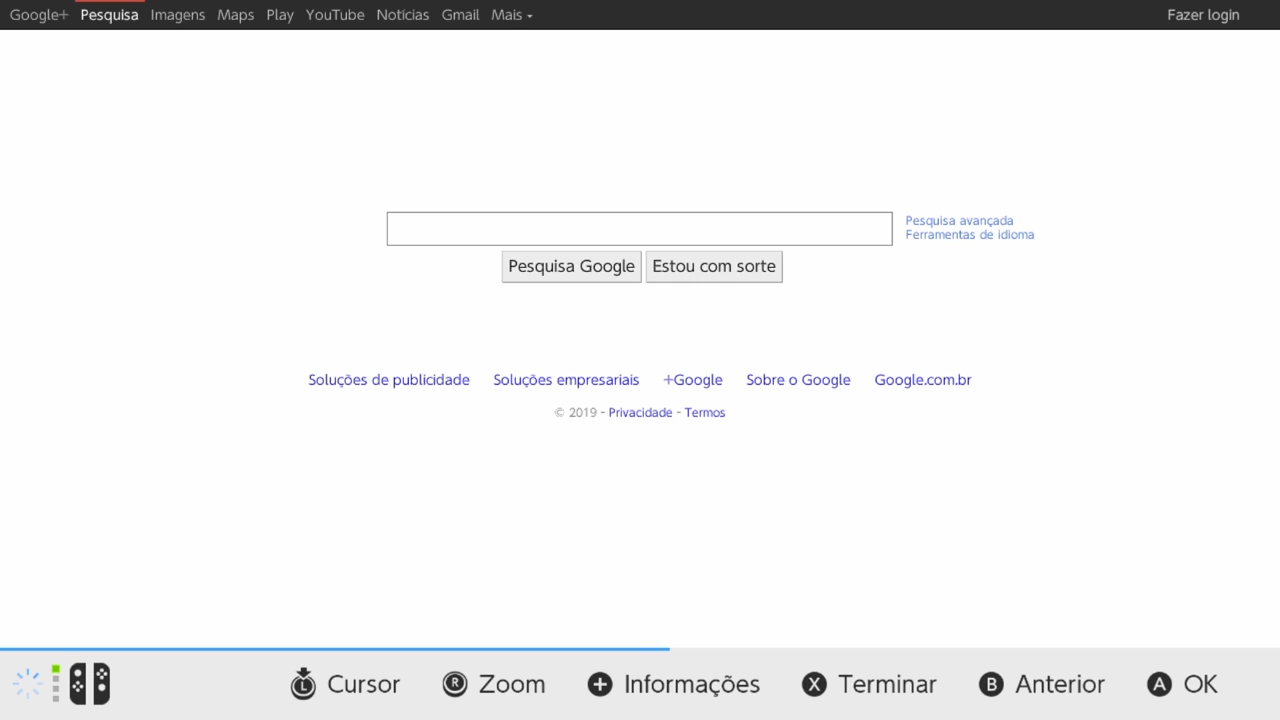 Google+ Pesquisa Imagens Maps Play YouTube Notícias Gmail Mais Fazer login
Pesquisa avançada
Ferramentas de idioma
Pesquisa Google Estou com sorte
Soluções de publicidade Soluções empresariais +Google Sobre o Google Google.com.br
© 2019 - Privacidade - Termos
L Cursor R Zoom + Informações X Terminar B Anterior A OK